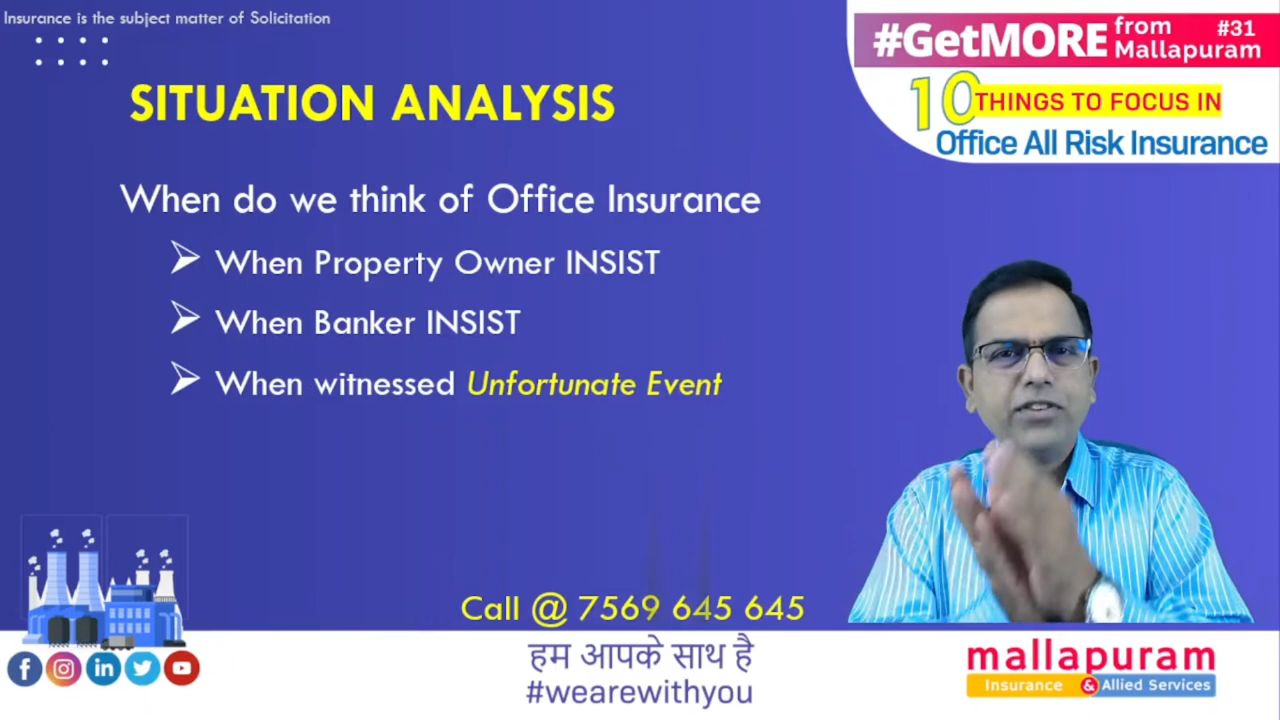 Insurance is the subject matter of Solicitation
#GetMORE from Mallapuram #31
10 THINGS TO FOCUS IN
Office All Risk Insurance
SITUATION ANALYSIS
When do we think of Office Insurance
When Property Owner INSIST
When Banker INSIST
When witnessed Unfortunate Event
Call @ 7569 645 645
हम आपके साथ है
#wearewithyou
mallapuram
Insurance & Allied Services